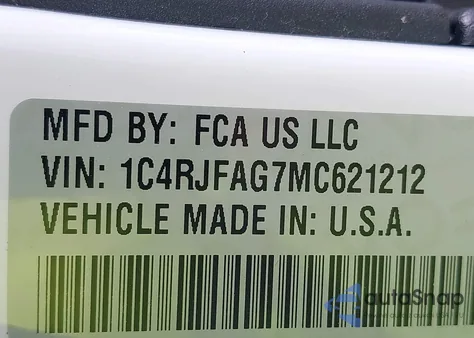 MFD BY: FCA US LLC
VIN: 1C4RJFAG7MC621212
VEHICLE MADE IN: U.S.A.
autoSnap